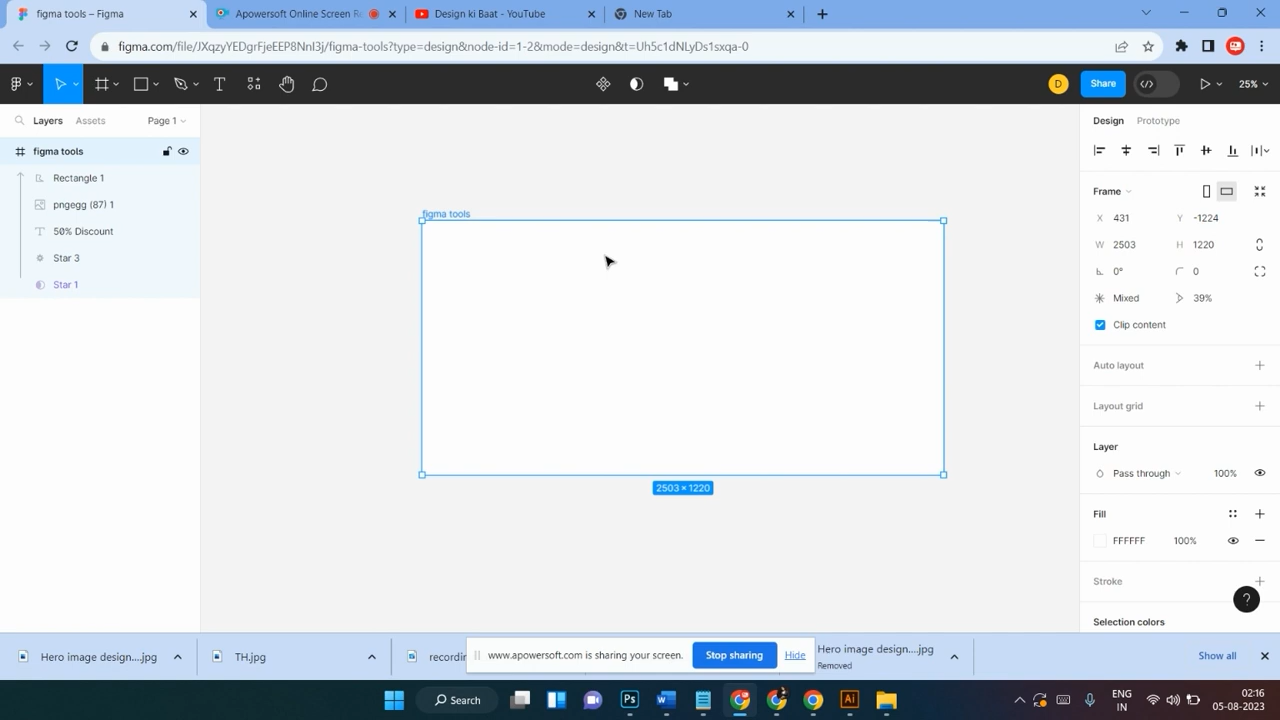 figma tools – Figma
Apowersoft Online Screen R
Design ki Baat - YouTube
New Tab
figma.com/file/JXqzyYEDgrFjeEEP8NnI3j/figma-tools?type=design&node-id=1-2&mode=design&t=Uh5c1dNLyDs1sxqa-0
D
Share
25%
Layers
Assets
Page 1
Design
Prototype
figma tools
Rectangle 1
pngegg (87) 1
50% Discount
Star 3
Star 1
figma tools
2503 × 1220
Frame
X 431
Y -1224
W 2503
H 1220
0°
0
Mixed
39%
Clip content
Auto layout
Layout grid
Layer
Pass through
100%
Fill
FFFFFF
100%
Stroke
?
Selection colors
Hero image design....jpg
TH.jpg
recordin
www.apowersoft.com is sharing your screen.
Stop sharing
Hide
Hero image design....jpg
Removed
Show all
Search
Ps
W
Ai
ENG
IN
02:16
05-08-2023